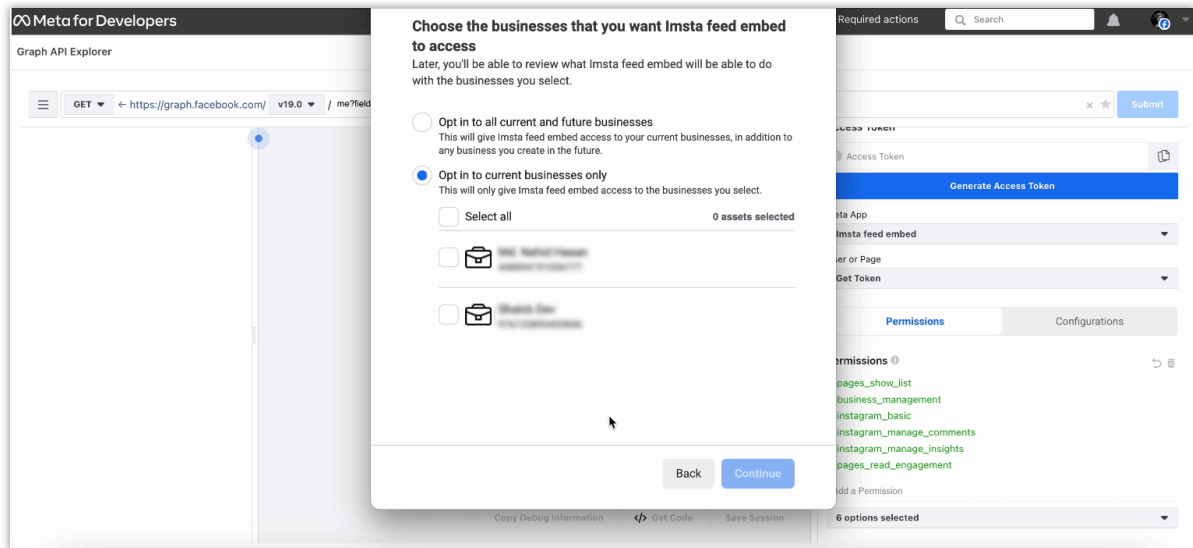 Meta for Developers
Required actions
Search
Graph API Explorer
GET
← https://graph.facebook.com/
v19.0
/ me?field
Submit
Access Token
Access Token
Generate Access Token
Imsta feed embed
Get Token
Permissions
Configurations
pages_show_list
business_management
instagram_basic
instagram_manage_comments
instagram_manage_insights
pages_read_engagement
6 options selected
Choose the businesses that you want Imsta feed embed
to access
Later, you'll be able to review what Imsta feed embed will be able to do
with the businesses you select.
Opt in to all current and future businesses
This will give Imsta feed embed access to your current businesses, in addition to
any business you create in the future.
Opt in to current businesses only
This will only give Imsta feed embed access to the businesses you select.
Select all
0 assets selected
Back
Continue
Copy Debug Information
</> Get Code
Save Session